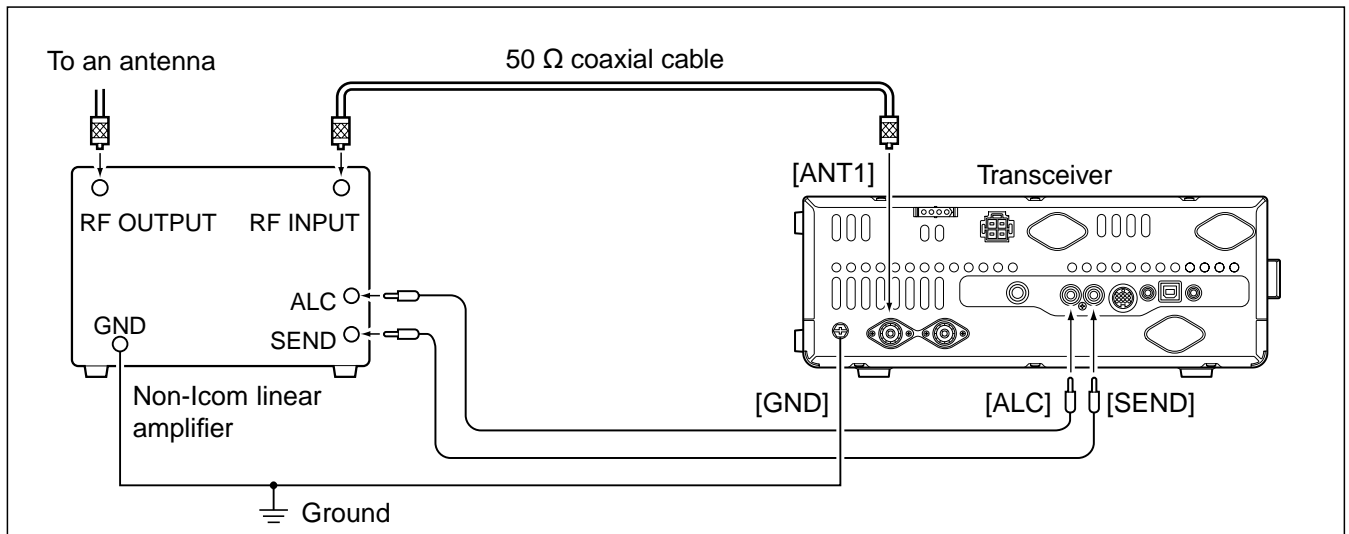 To an antenna
50 Ω coaxial cable
[ANT1]
Transceiver
RF OUTPUT
RF INPUT
ALC
GND
SEND
Non-Icom linear
amplifier
[GND]
[ALC]
[SEND]
Ground